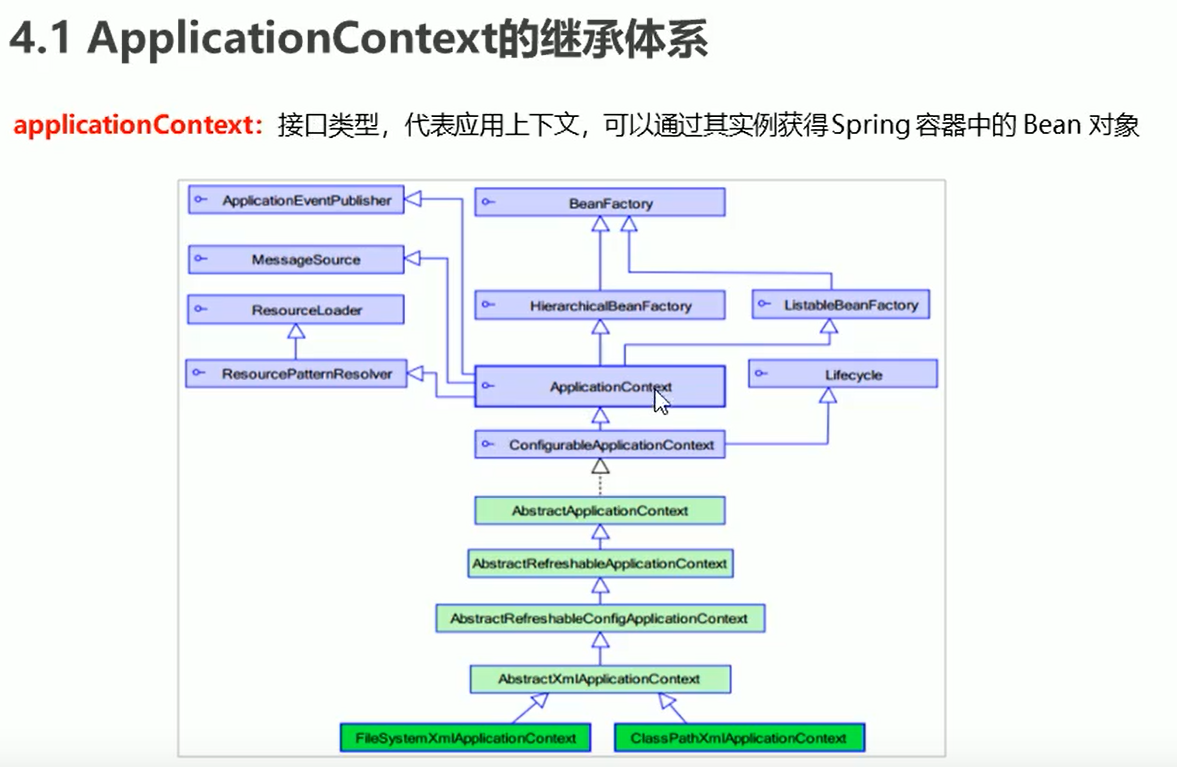 4.1 ApplicationContext的继承体系
applicationContext：接口类型，代表应用上下文，可以通过其实例获得Spring 容器中的 Bean 对象
ApplicationEventPublisher
BeanFactory
MessageSource
ResourceLoader
HierarchicalBeanFactory
ListableBeanFactory
ResourcePatternResolver
ApplicationContext
Lifecycle
ConfigurableApplicationContext
AbstractApplicationContext
AbstractRefreshableApplicationContext
AbstractRefreshableConfigApplicationContext
AbstractXmlApplicationContext
FileSystemXmlApplicationContext
ClassPathXmlApplicationContext